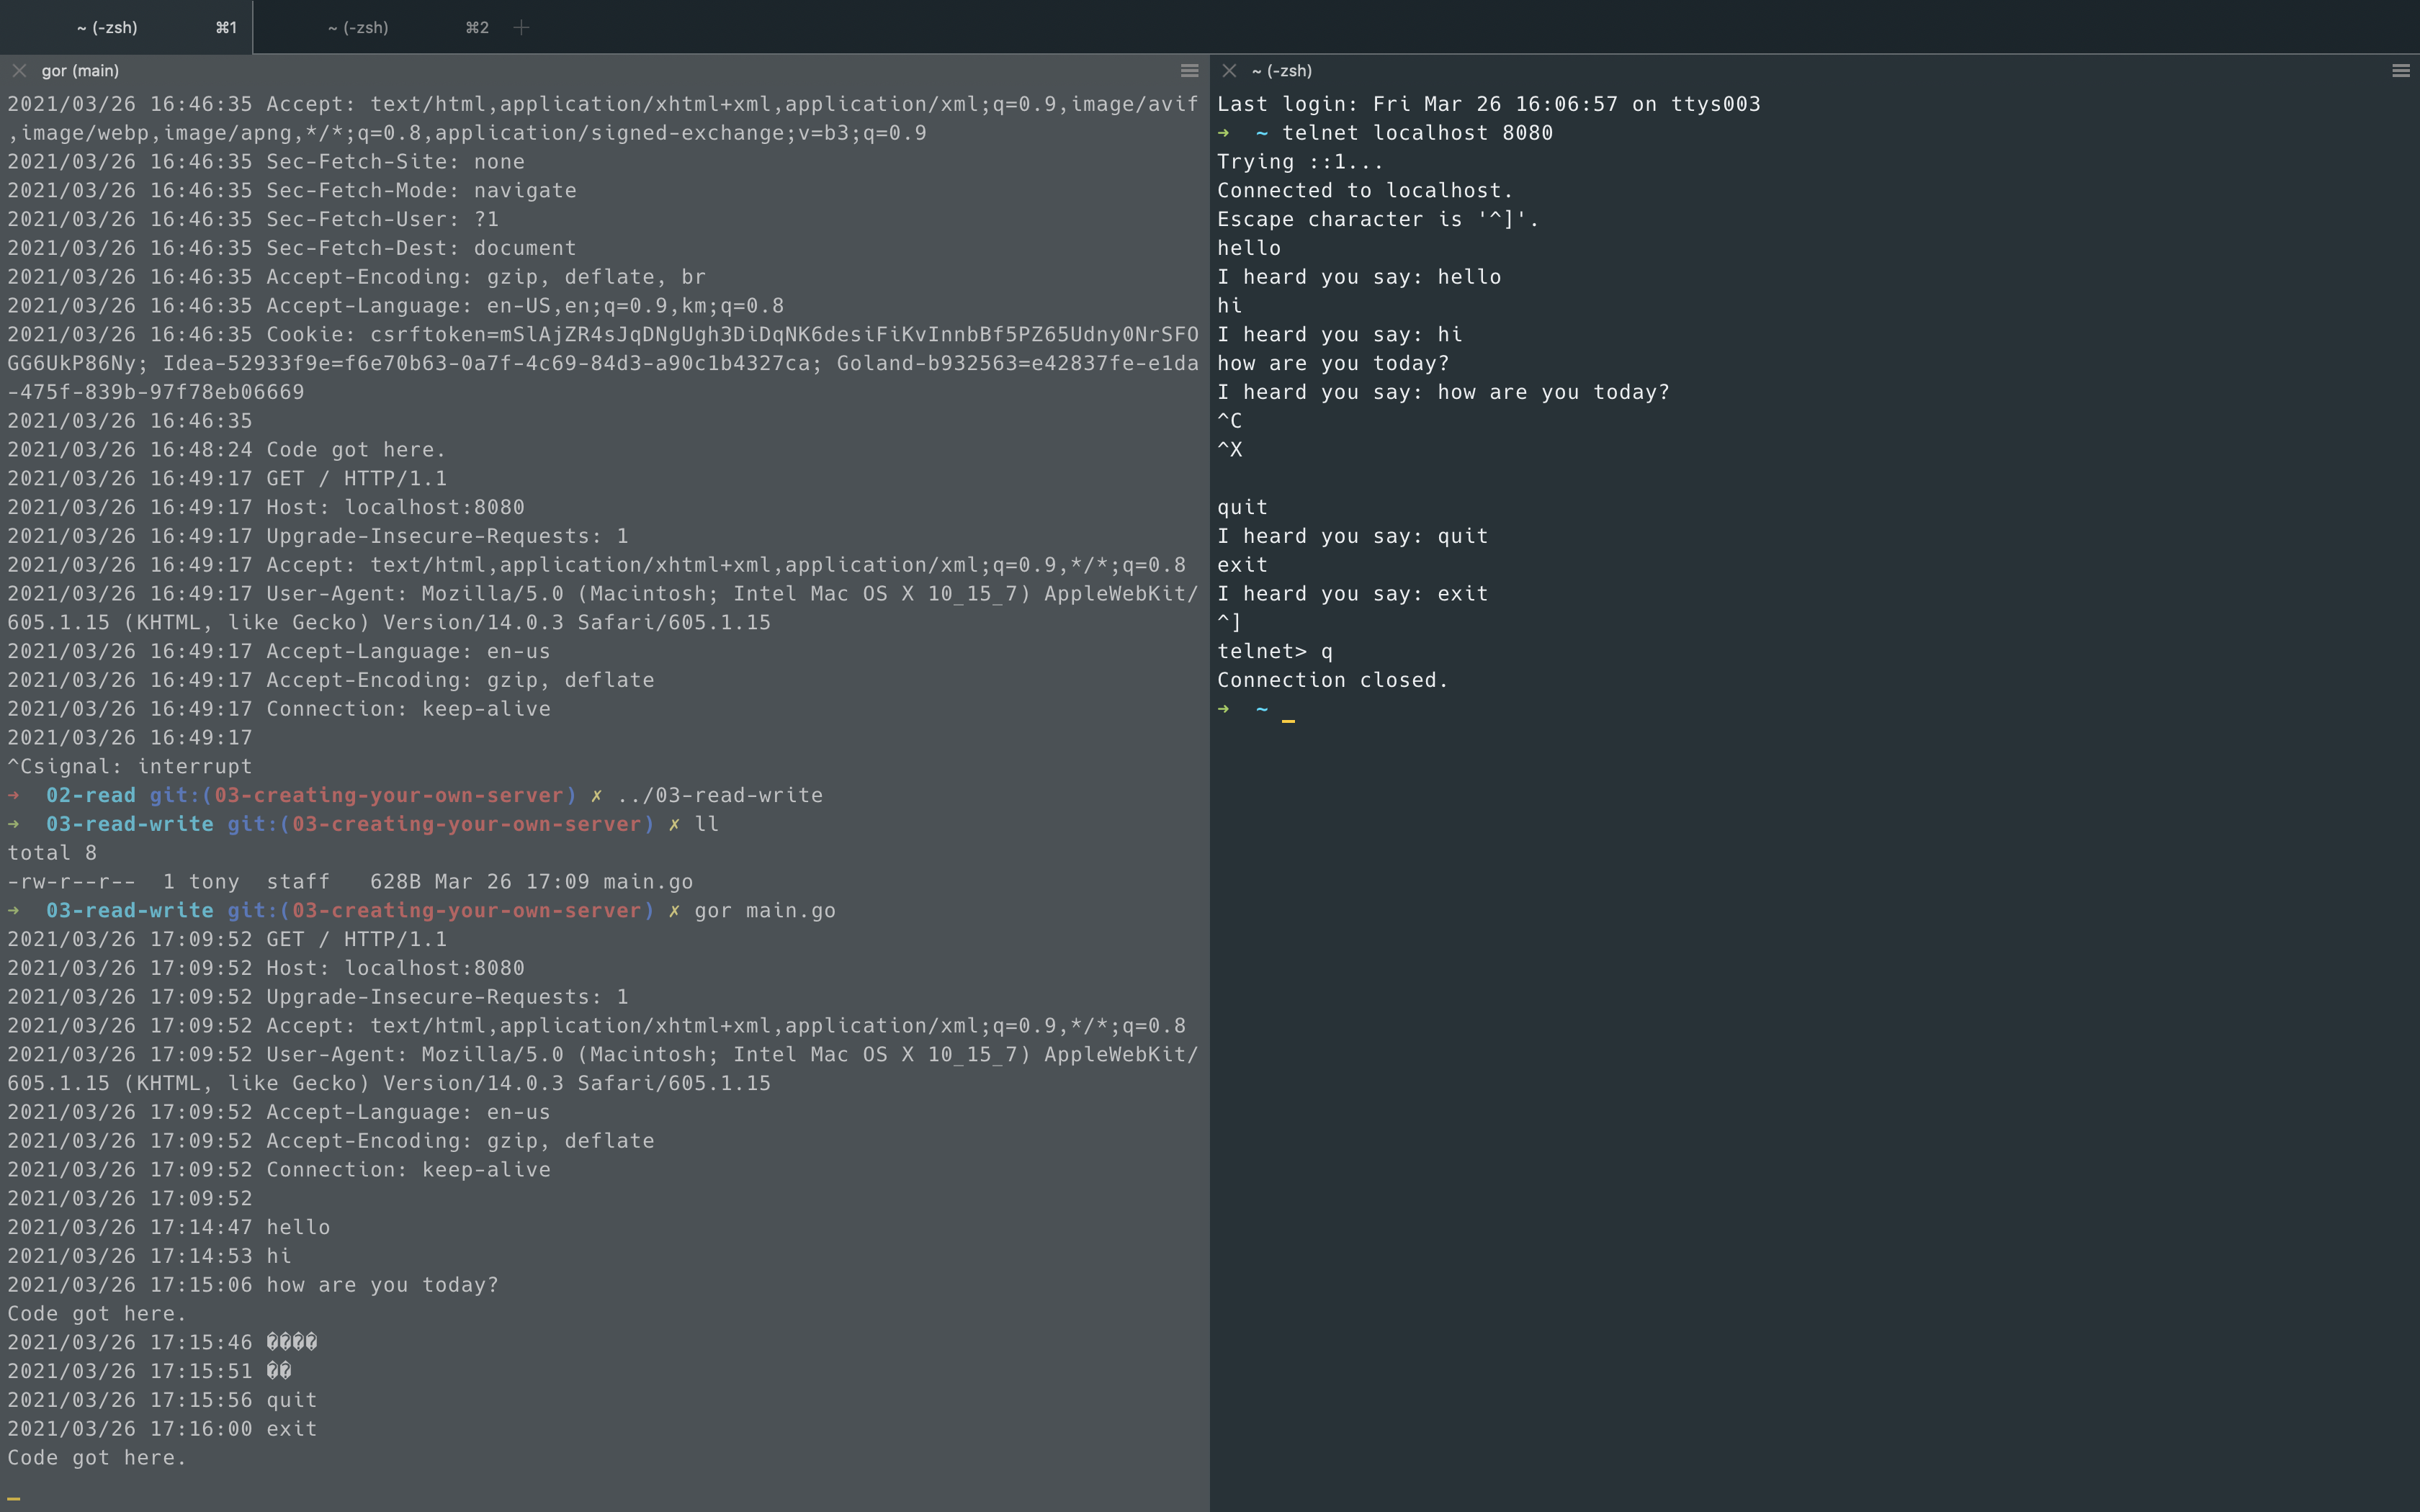 ~ (-zsh) ⌘1 ~ (-zsh) ⌘2
gor (main)
2021/03/26 16:46:35 Accept: text/html,application/xhtml+xml,application/xml;q=0.9,image/avif
,image/webp,image/apng,*/*;q=0.8,application/signed-exchange;v=b3;q=0.9
2021/03/26 16:46:35 Sec-Fetch-Site: none
2021/03/26 16:46:35 Sec-Fetch-Mode: navigate
2021/03/26 16:46:35 Sec-Fetch-User: ?1
2021/03/26 16:46:35 Sec-Fetch-Dest: document
2021/03/26 16:46:35 Accept-Encoding: gzip, deflate, br
2021/03/26 16:46:35 Accept-Language: en-US,en;q=0.9,km;q=0.8
2021/03/26 16:46:35 Cookie: csrftoken=mSlAjZR4sJqDNgUgh3DiDqNK6desiFiKvInnbBf5PZ65Udny0NrSFO
GG6UkP86Ny; Idea-52933f9e=f6e70b63-0a7f-4c69-84d3-a90c1b4327ca; Goland-b932563=e42837fe-e1da
-475f-839b-97f78eb06669
2021/03/26 16:46:35
2021/03/26 16:48:24 Code got here.
2021/03/26 16:49:17 GET / HTTP/1.1
2021/03/26 16:49:17 Host: localhost:8080
2021/03/26 16:49:17 Upgrade-Insecure-Requests: 1
2021/03/26 16:49:17 Accept: text/html,application/xhtml+xml,application/xml;q=0.9,*/*;q=0.8
2021/03/26 16:49:17 User-Agent: Mozilla/5.0 (Macintosh; Intel Mac OS X 10_15_7) AppleWebKit/
605.1.15 (KHTML, like Gecko) Version/14.0.3 Safari/605.1.15
2021/03/26 16:49:17 Accept-Language: en-us
2021/03/26 16:49:17 Accept-Encoding: gzip, deflate
2021/03/26 16:49:17 Connection: keep-alive
2021/03/26 16:49:17
^Csignal: interrupt
➜ 02-read git:(03-creating-your-own-server) ✗ ../03-read-write
➜ 03-read-write git:(03-creating-your-own-server) ✗ ll
total 8
-rw-r--r-- 1 tony staff 628B Mar 26 17:09 main.go
➜ 03-read-write git:(03-creating-your-own-server) ✗ gor main.go
2021/03/26 17:09:52 GET / HTTP/1.1
2021/03/26 17:09:52 Host: localhost:8080
2021/03/26 17:09:52 Upgrade-Insecure-Requests: 1
2021/03/26 17:09:52 Accept: text/html,application/xhtml+xml,application/xml;q=0.9,*/*;q=0.8
2021/03/26 17:09:52 User-Agent: Mozilla/5.0 (Macintosh; Intel Mac OS X 10_15_7) AppleWebKit/
605.1.15 (KHTML, like Gecko) Version/14.0.3 Safari/605.1.15
2021/03/26 17:09:52 Accept-Language: en-us
2021/03/26 17:09:52 Accept-Encoding: gzip, deflate
2021/03/26 17:09:52 Connection: keep-alive
2021/03/26 17:09:52
2021/03/26 17:14:47 hello
2021/03/26 17:14:53 hi
2021/03/26 17:15:06 how are you today?
Code got here.
2021/03/26 17:15:46 ����
2021/03/26 17:15:51 ��
2021/03/26 17:15:56 quit
2021/03/26 17:16:00 exit
Code got here.
~ (-zsh)
Last login: Fri Mar 26 16:06:57 on ttys003
➜ ~ telnet localhost 8080
Trying ::1...
Connected to localhost.
Escape character is '^]'.
hello
I heard you say: hello
hi
I heard you say: hi
how are you today?
I heard you say: how are you today?
^C
^X
quit
I heard you say: quit
exit
I heard you say: exit
^]
telnet> q
Connection closed.
➜ ~